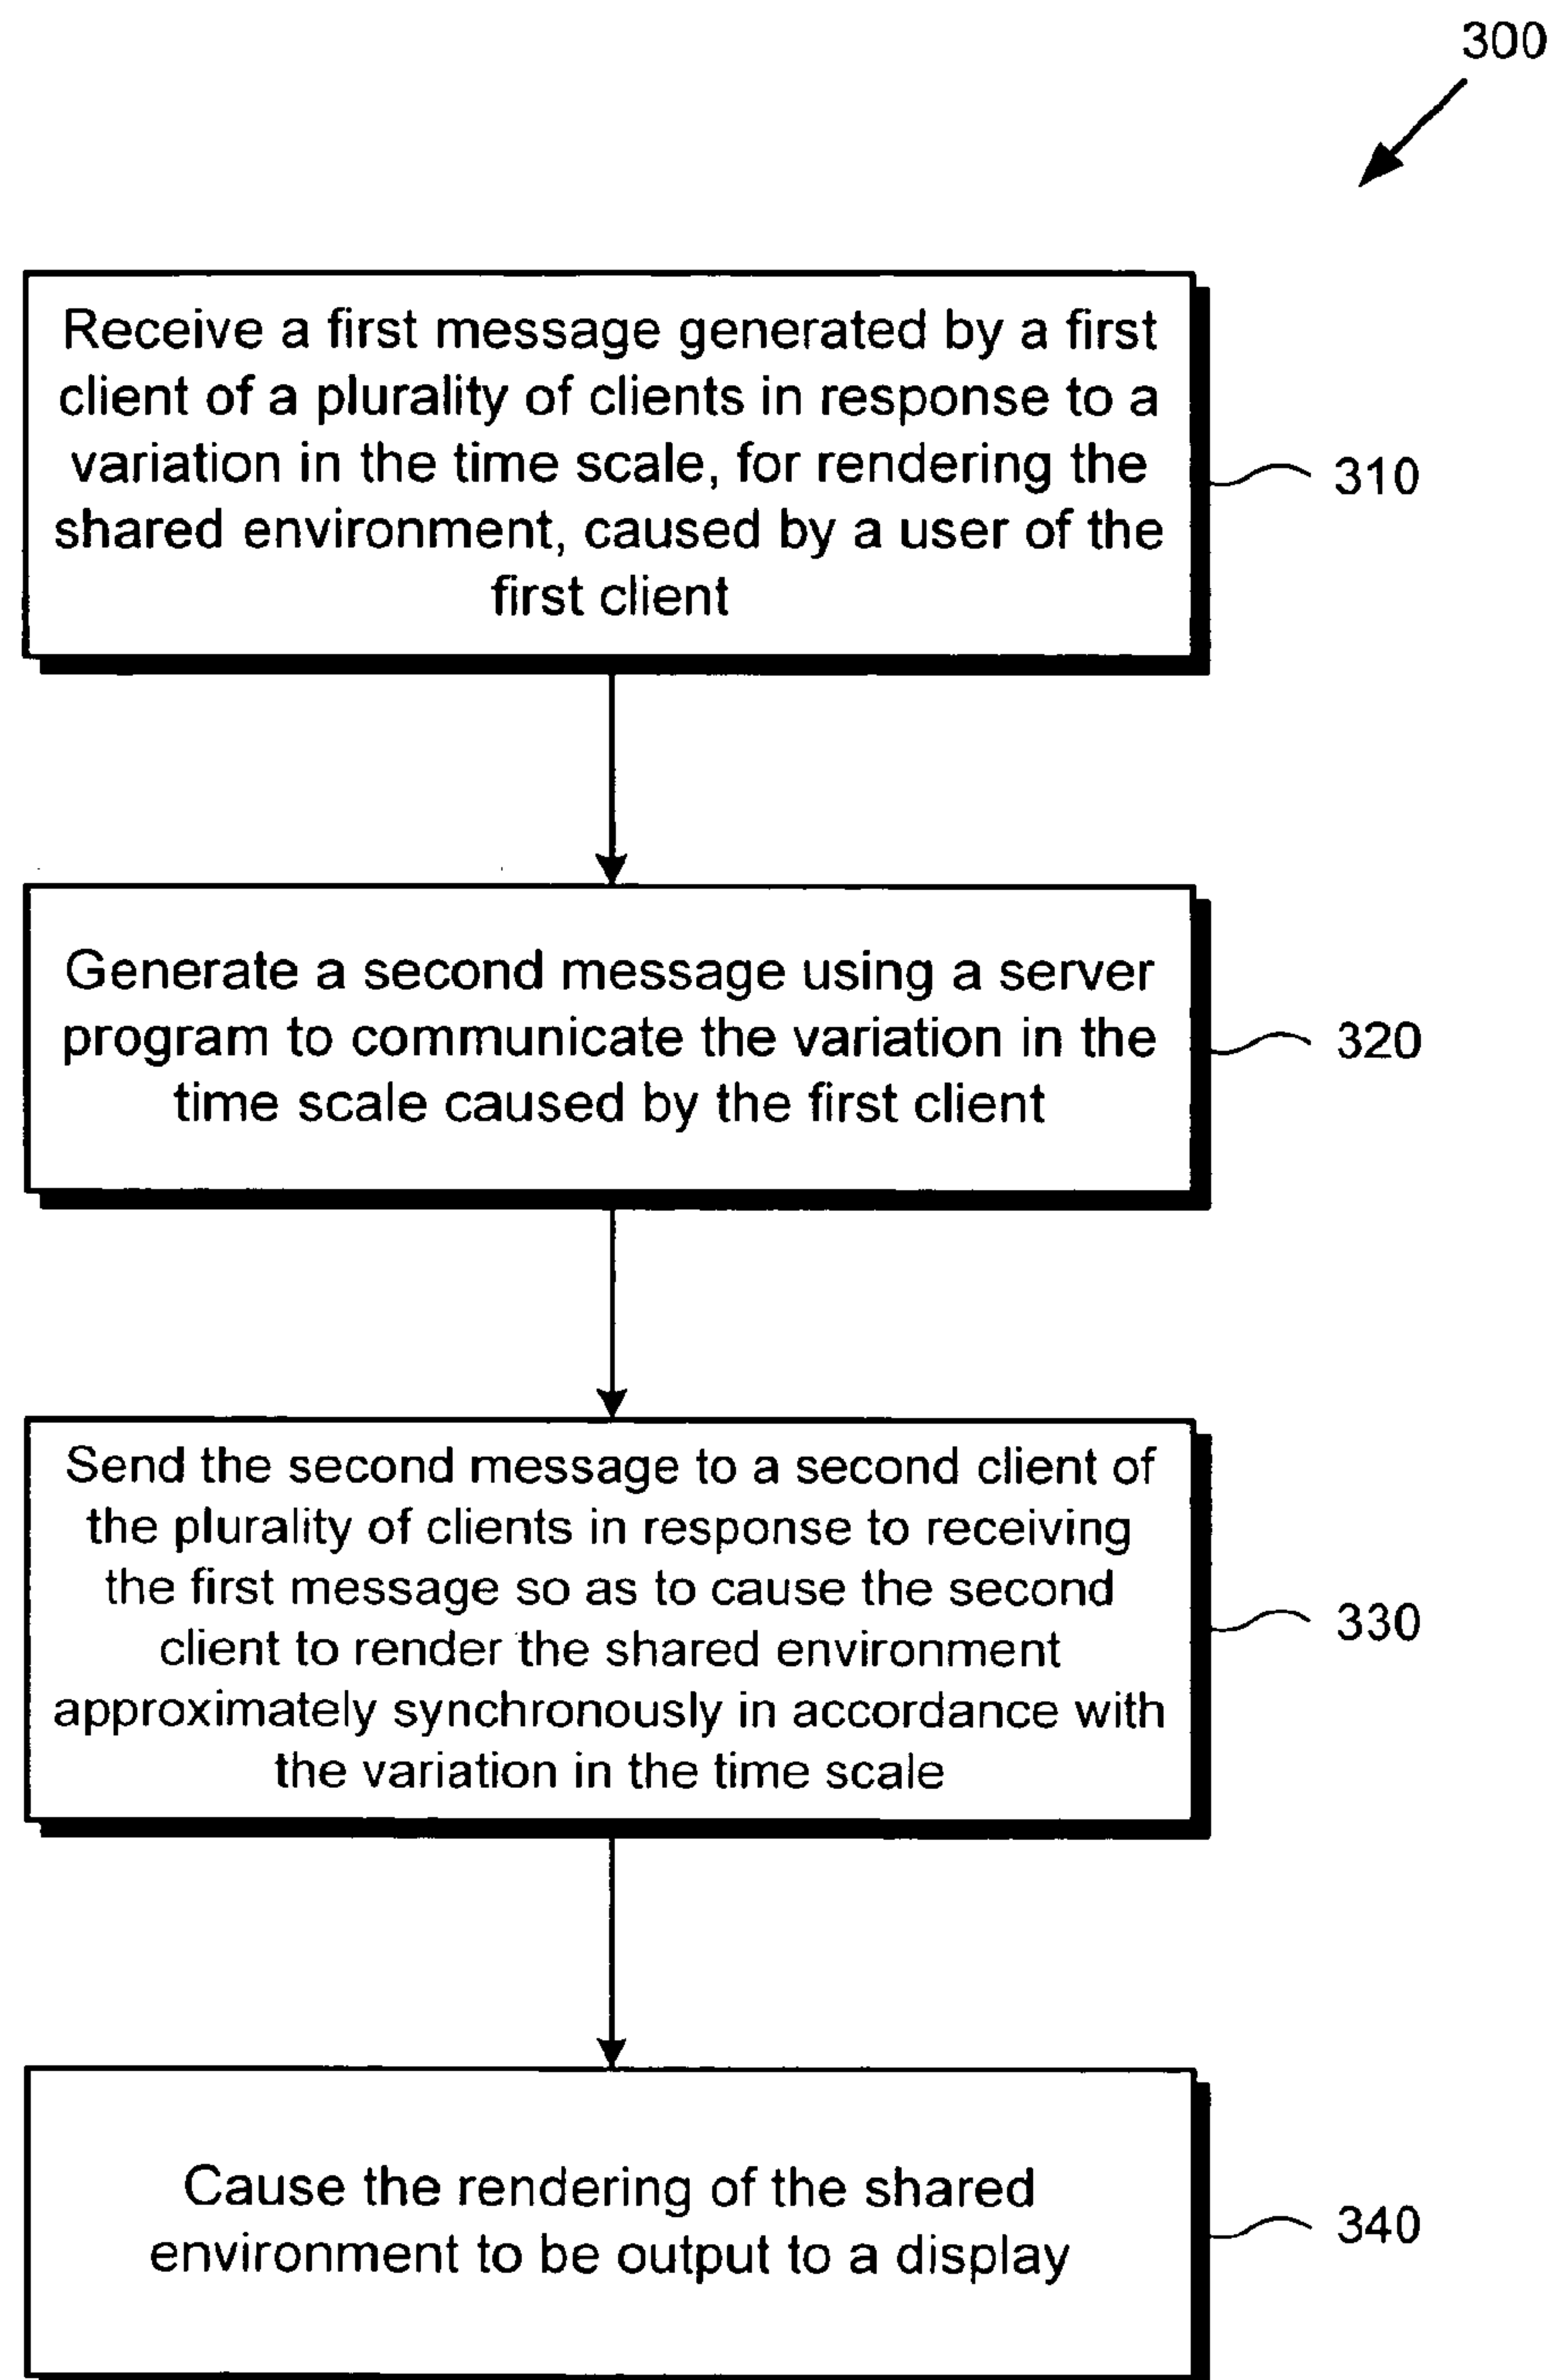 300
Receive a first message generated by a first
client of a plurality of clients in response to a
variation in the time scale, for rendering the
shared environment, caused by a user of the
first client
310
Generate a second message using a server
program to communicate the variation in the
time scale caused by the first client
320
Send the second message to a second client of
the plurality of clients in response to receiving
the first message so as to cause the second
client to render the shared environment
approximately synchronously in accordance with
the variation in the time scale
330
Cause the rendering of the shared
environment to be output to a display
340